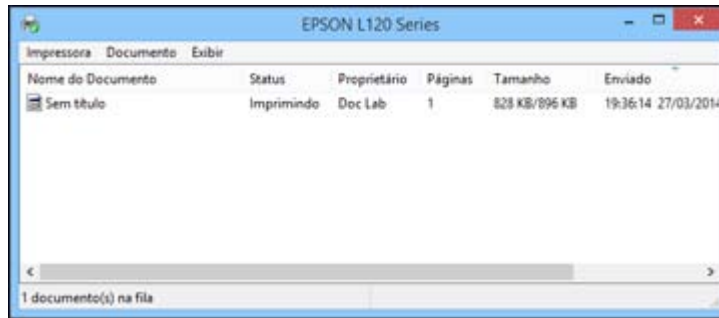 EPSON L120 Series
Impressora Documento Exibir
Nome do Documento Status Proprietário Páginas Tamanho Enviado
Sem título Imprimindo Doc Lab 1 828 KB/896 KB 19:36:14 27/03/2014
1 documento(s) na fila